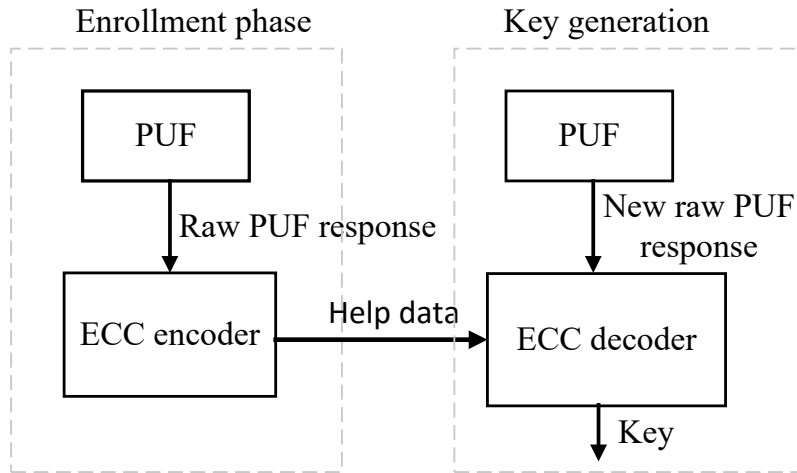 Enrollment phase
PUF
Raw PUF response
ECC encoder
Help data
Key generation
PUF
New raw PUF
response
ECC decoder
Key